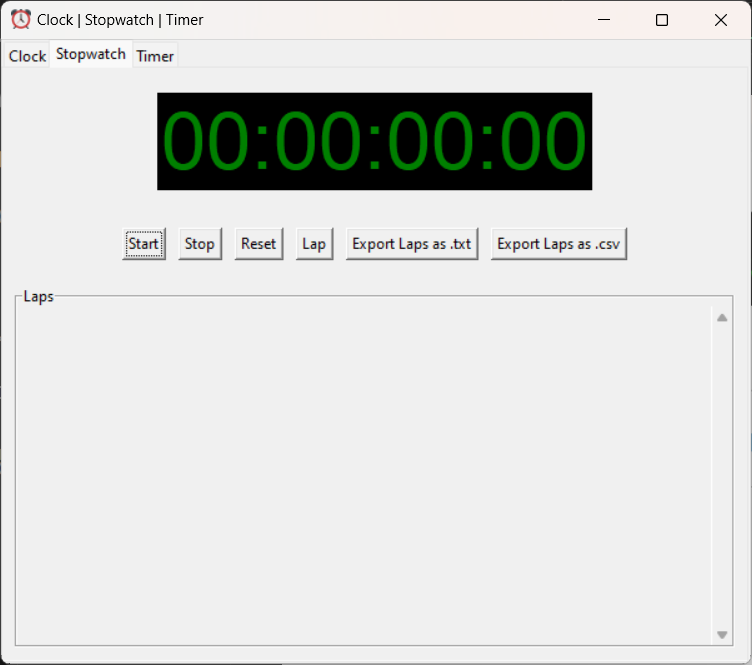 Clock | Stopwatch | Timer
Clock Stopwatch Timer
00:00:00:00
Start Stop Reset Lap Export Laps as .txt Export Laps as .csv
Laps